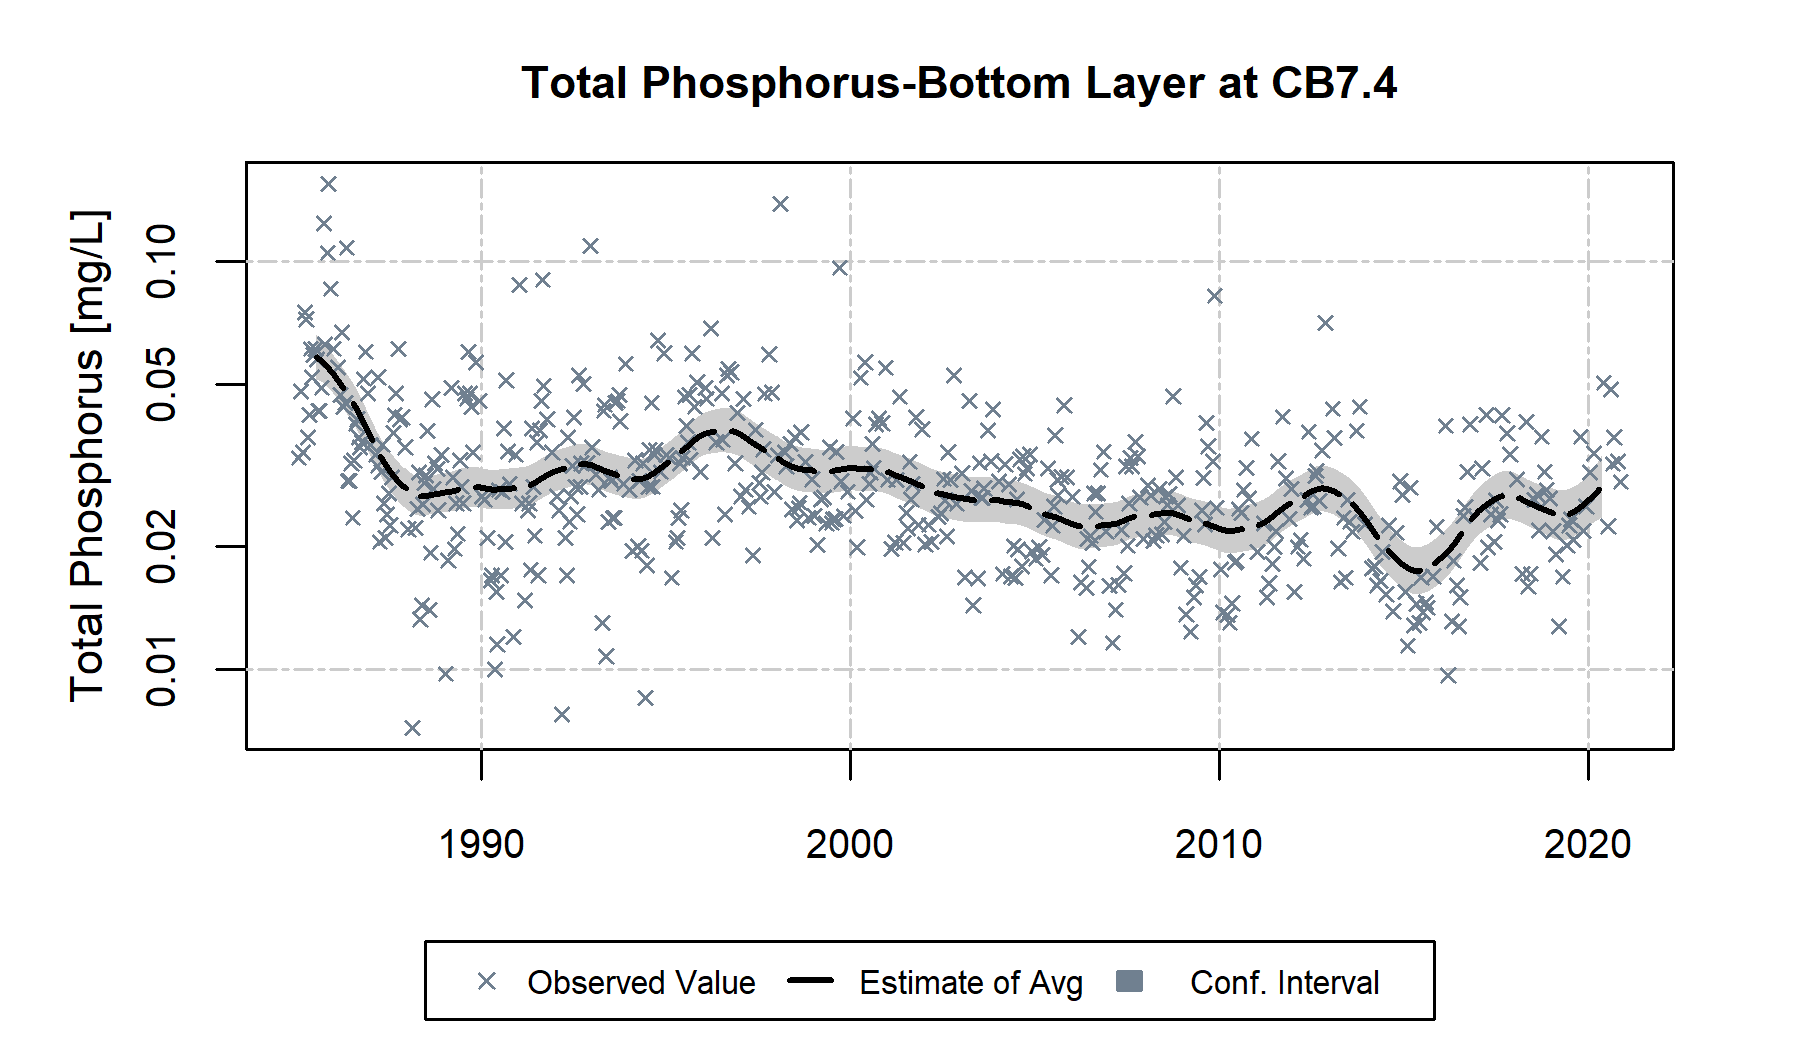 Total Phosphorus-Bottom Layer at CB7.4
Total Phosphorus [mg/L]
0.10
0.05
0.02
0.01
1990 2000 2010 2020
Observed Value Estimate of Avg Conf. Interval